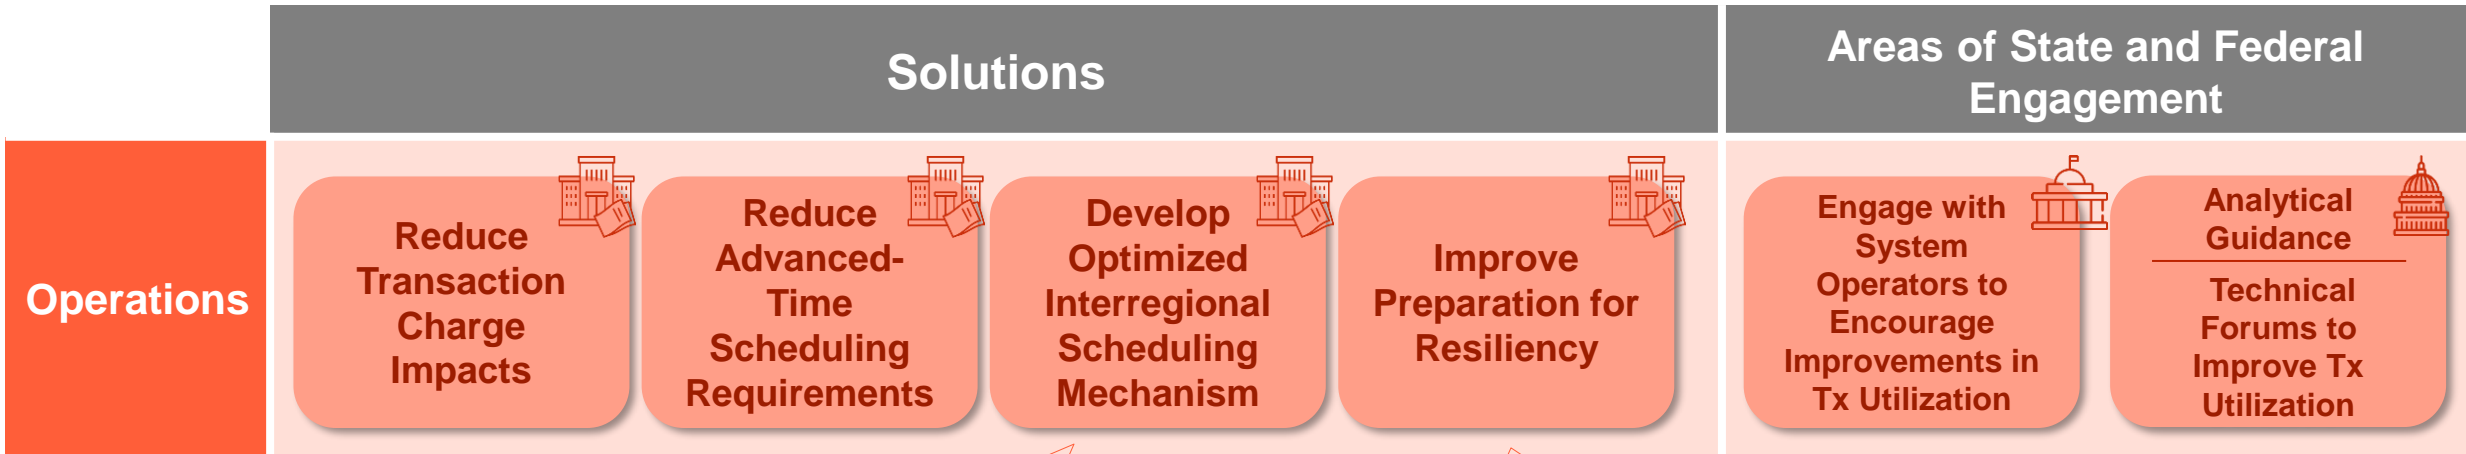 Solutions
Areas of State and Federal
Engagement
Operations
Reduce
Transaction
Charge
Impacts
Reduce
Advanced-
Time
Scheduling
Requirements
Develop
Optimized
Interregional
Scheduling
Mechanism
Improve
Preparation for
Resiliency
Engage with
System
Operators to
Encourage
Improvements in
Tx Utilization
Analytical
Guidance
Technical
Forums to
Improve Tx
Utilization